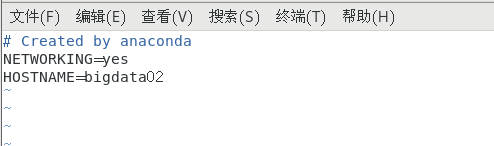 文件(F) 编辑(E) 查看(V) 搜索(S) 终端(T) 帮助(H)
# Created by anaconda
NETWORKING=yes
HOSTNAME=bigdata02
~
~
~
~